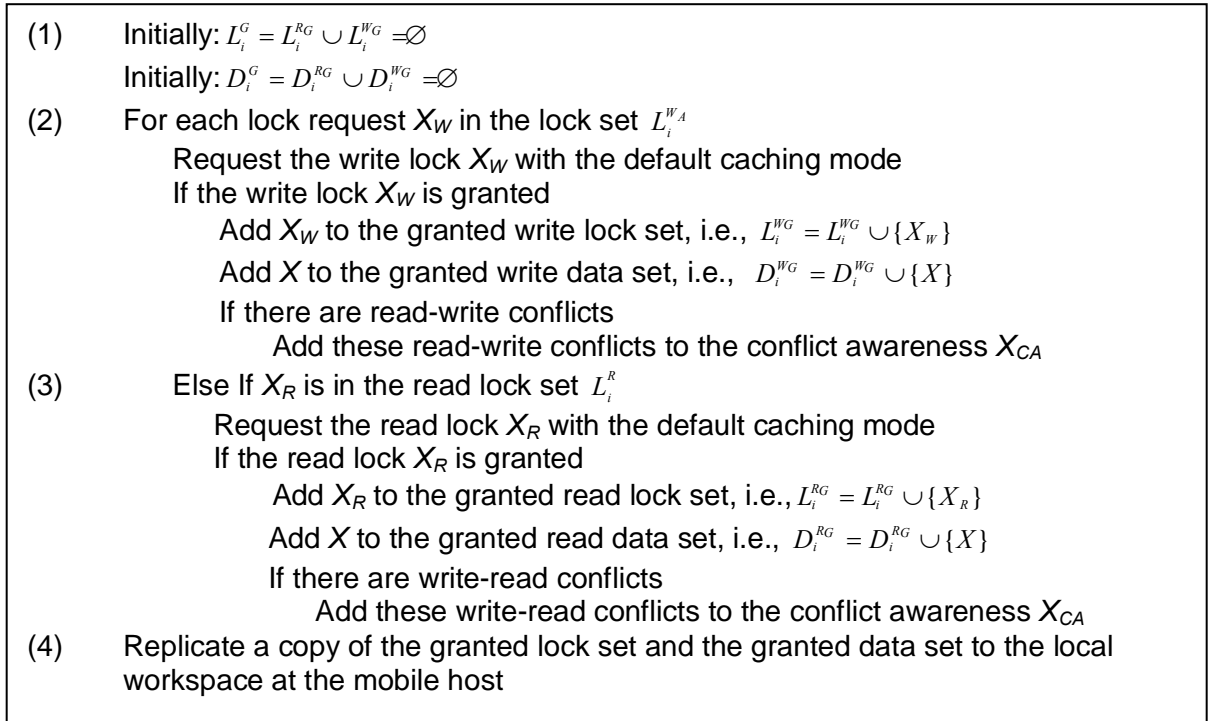 (1) Initially: L_i^{RG} = L_i^{RG} ∪ L_i^{WG} =∅
Initially: D_i^G = D_i^{RG} ∪ D_i^{WG} =∅
(2) For each lock request X_W in the lock set L_i^{W_A}
Request the write lock X_W with the default caching mode
If the write lock X_W is granted
Add X_W to the granted write lock set, i.e., L_i^{WG} = L_i^{WG} ∪ {X_W}
Add X to the granted write data set, i.e., D_i^{WG} = D_i^{WG} ∪ {X}
If there are read-write conflicts
Add these read-write conflicts to the conflict awareness X_{CA}
(3) Else If X_R is in the read lock set L_i^R
Request the read lock X_R with the default caching mode
If the read lock X_R is granted
Add X_R to the granted read lock set, i.e., L_i^{RG} = L_i^{RG} ∪ {X_R}
Add X to the granted read data set, i.e., D_i^{RG} = D_i^{RG} ∪ {X}
If there are write-read conflicts
Add these write-read conflicts to the conflict awareness X_{CA}
(4) Replicate a copy of the granted lock set and the granted data set to the local
workspace at the mobile host